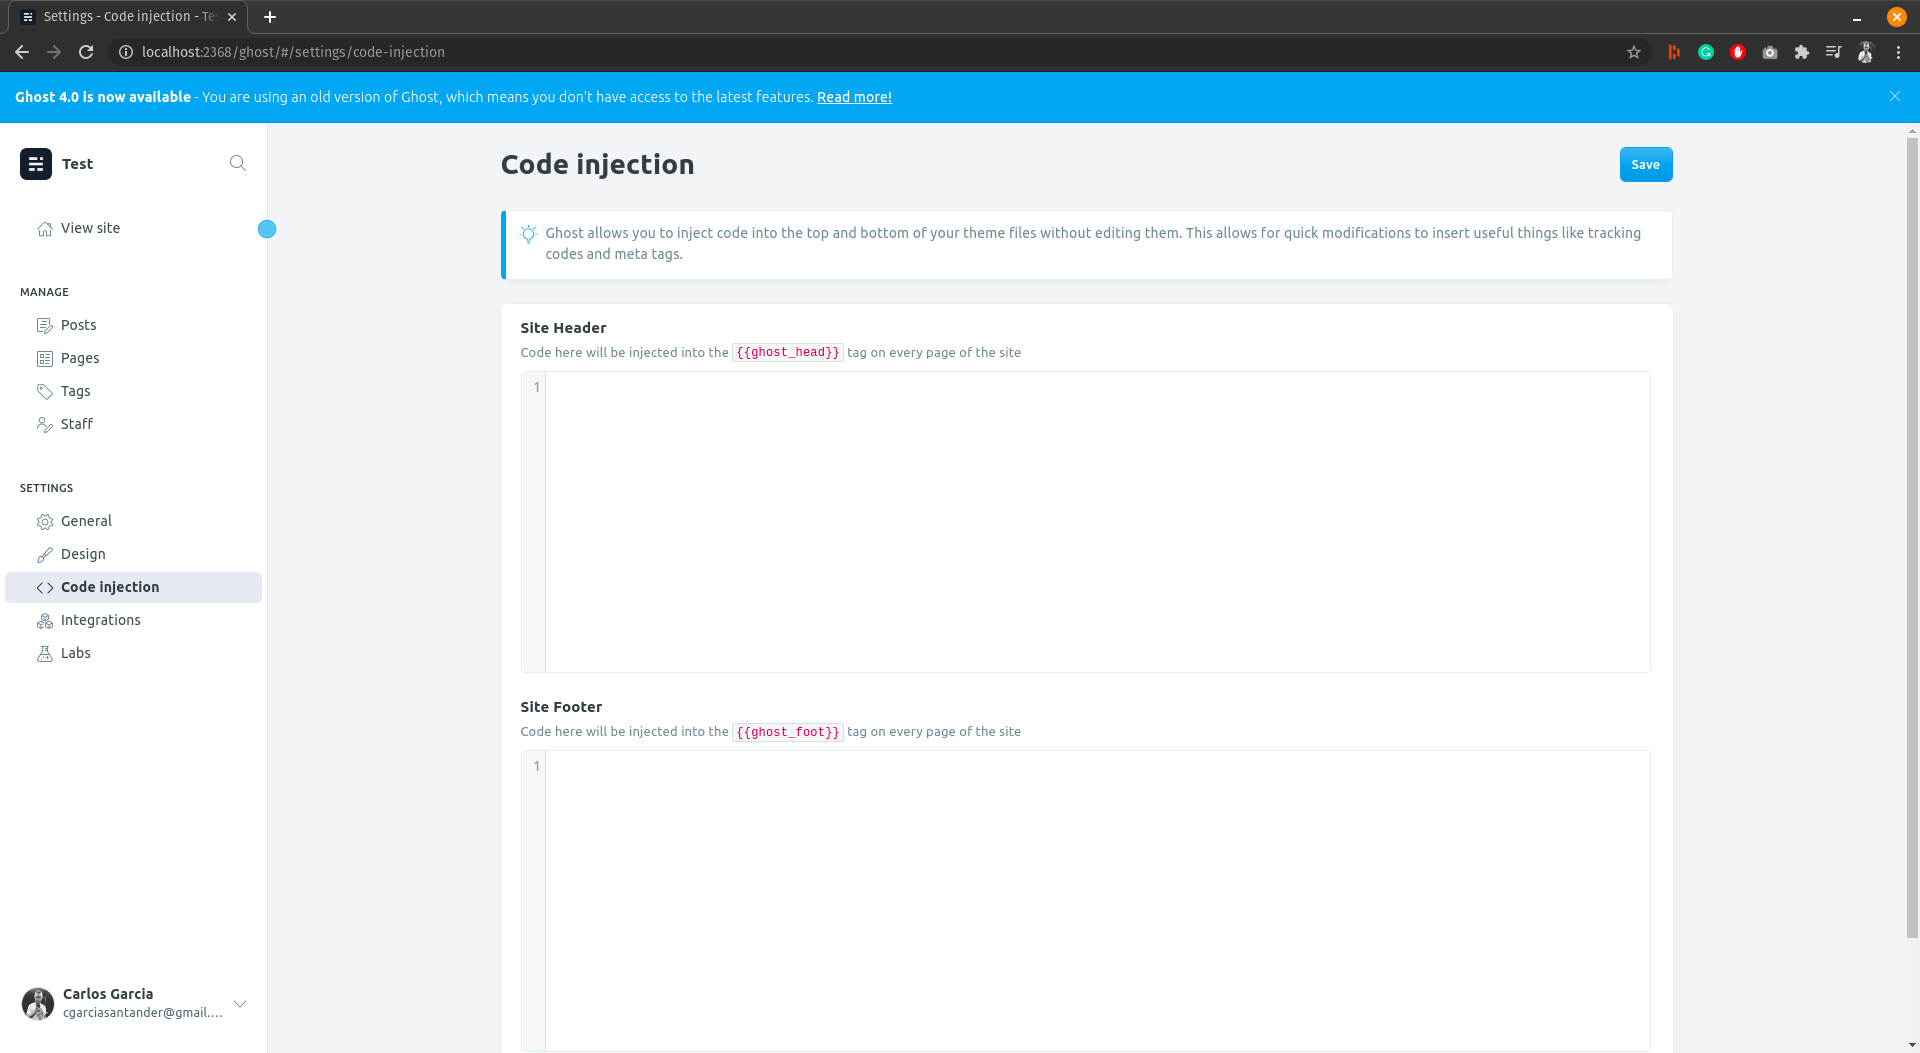 Settings - Code injection - Tes
localhost:2368/ghost/#/settings/code-injection
Ghost 4.0 is now available - You are using an old version of Ghost, which means you don't have access to the latest features. Read more!
Test
View site
MANAGE
Posts
Pages
Tags
Staff
SETTINGS
General
Design
Code injection
Integrations
Labs
Carlos Garcia
cgarciasantander@gmail....
Code injection
Save
Ghost allows you to inject code into the top and bottom of your theme files without editing them. This allows for quick modifications to insert useful things like tracking
codes and meta tags.
Site Header
Code here will be injected into the {{ghost_head}} tag on every page of the site
1
Site Footer
Code here will be injected into the {{ghost_foot}} tag on every page of the site
1